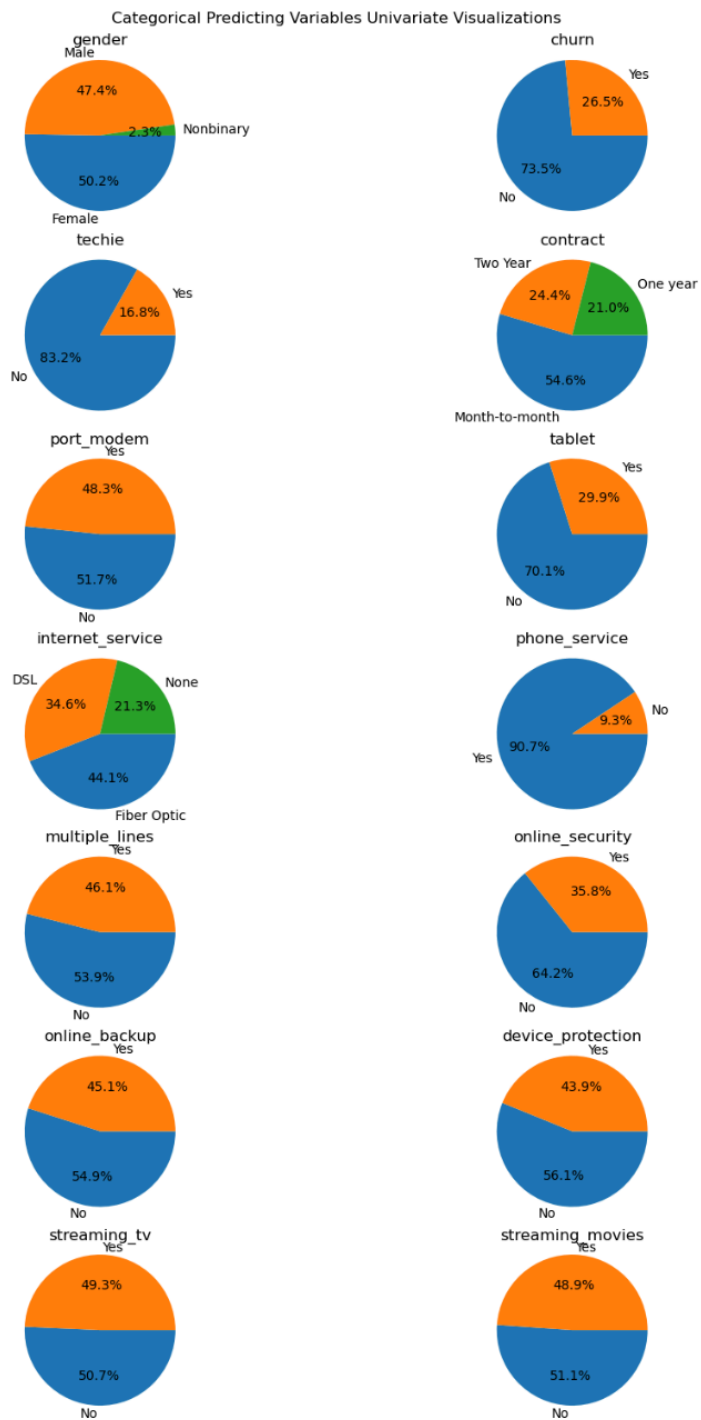 Categorical Predicting Variables Univariate Visualizations
gender
Male
47.4%
2.3%
Nonbinary
50.2%
Female
churn
Yes
26.5%
73.5%
No
techie
Yes
16.8%
83.2%
No
contract
Two Year
24.4%
One year
21.0%
54.6%
Month-to-month
port_modem
Yes
48.3%
51.7%
No
tablet
Yes
29.9%
70.1%
No
internet_service
DSL
None
34.6%
21.3%
44.1%
Fiber Optic
phone_service
No
9.3%
90.7%
Yes
multiple_lines
Yes
46.1%
53.9%
No
online_security
Yes
35.8%
64.2%
No
online_backup
Yes
45.1%
54.9%
No
device_protection
Yes
43.9%
56.1%
No
streaming_tv
Yes
49.3%
50.7%
No
streaming_movies
Yes
48.9%
51.1%
No